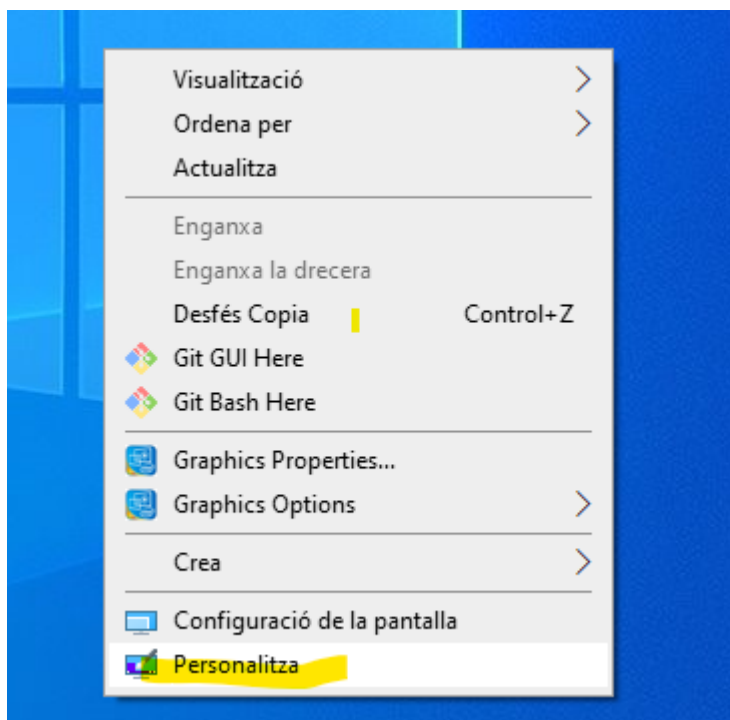 Visualització
Ordena per
Actualitza
Enganxa
Enganxa la drecera
Desfés Copia Control+Z
Git GUI Here
Git Bash Here
Graphics Properties...
Graphics Options
Crea
Configuració de la pantalla
Personalitza